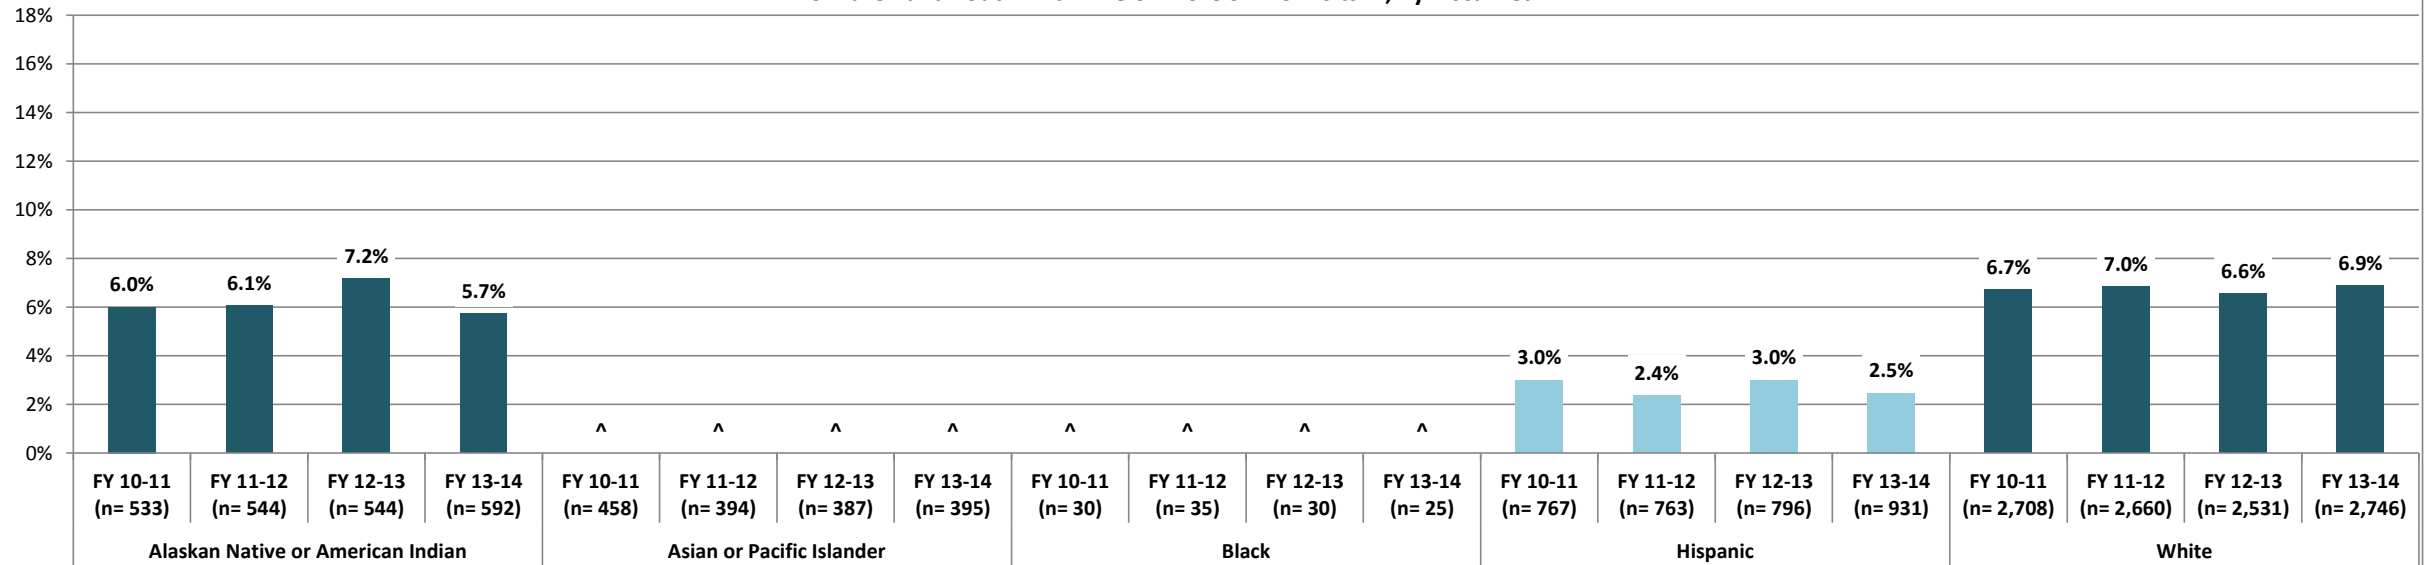 18%
16%
14%
12%
10%
8%
6%
4%
2%
0%
6.0%
6.1%
7.2%
5.7%
^
^
^
^
^
^
^
^
3.0%
2.4%
3.0%
2.5%
6.7%
7.0%
6.6%
6.9%
FY 10-11
(n= 533)
FY 11-12
(n= 544)
FY 12-13
(n= 544)
FY 13-14
(n= 592)
FY 10-11
(n= 458)
FY 11-12
(n= 394)
FY 12-13
(n= 387)
FY 13-14
(n= 395)
FY 10-11
(n= 30)
FY 11-12
(n= 35)
FY 12-13
(n= 30)
FY 13-14
(n= 25)
FY 10-11
(n= 767)
FY 11-12
(n= 763)
FY 12-13
(n= 796)
FY 13-14
(n= 931)
FY 10-11
(n= 2,708)
FY 11-12
(n= 2,660)
FY 12-13
(n= 2,531)
FY 13-14
(n= 2,746)
Alaskan Native or American Indian
Asian or Pacific Islander
Black
Hispanic
White